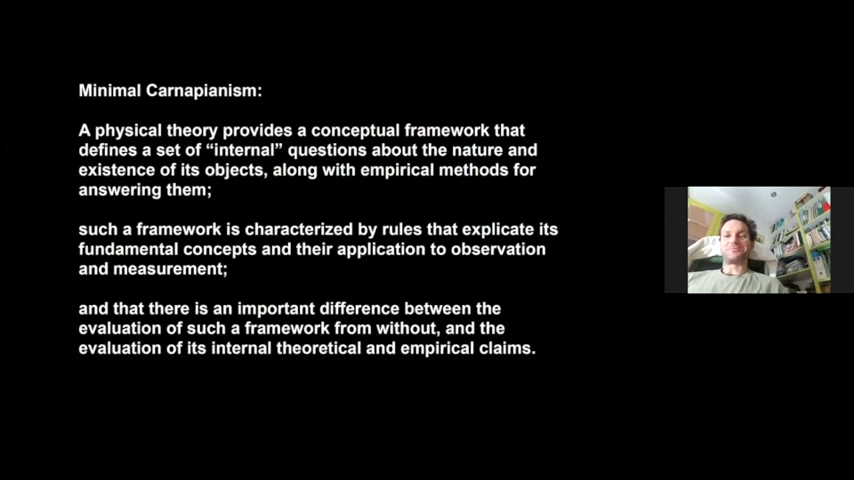 Minimal Carnapianism:
A physical theory provides a conceptual framework that
defines a set of “internal” questions about the nature and
existence of its objects, along with empirical methods for
answering them;
such a framework is characterized by rules that explicate its
fundamental concepts and their application to observation
and measurement;
and that there is an important difference between the
evaluation of such a framework from without, and the
evaluation of its internal theoretical and empirical claims.